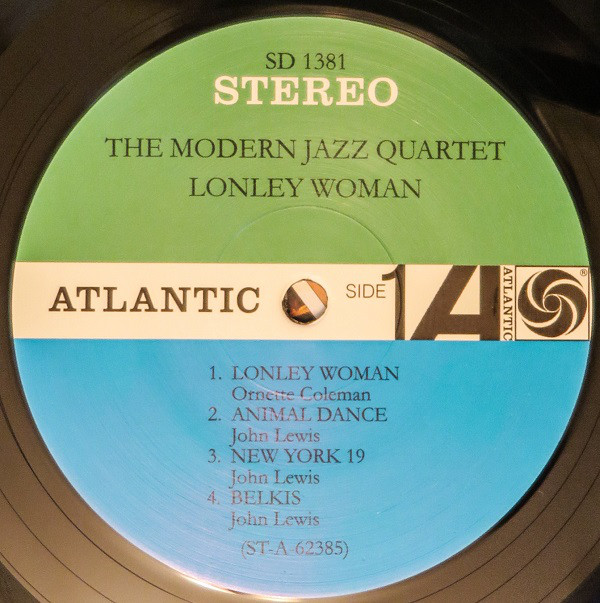 SD 1381
STEREO
THE MODERN JAZZ QUARTET
LONLEY WOMAN
ATLANTIC SIDE 1 A ATLANTIC ®
1. LONLEY WOMAN
Ornette Coleman
2. ANIMAL DANCE
John Lewis
3. NEW YORK 19
John Lewis
4. BELKIS
John Lewis
(ST-A-62385)